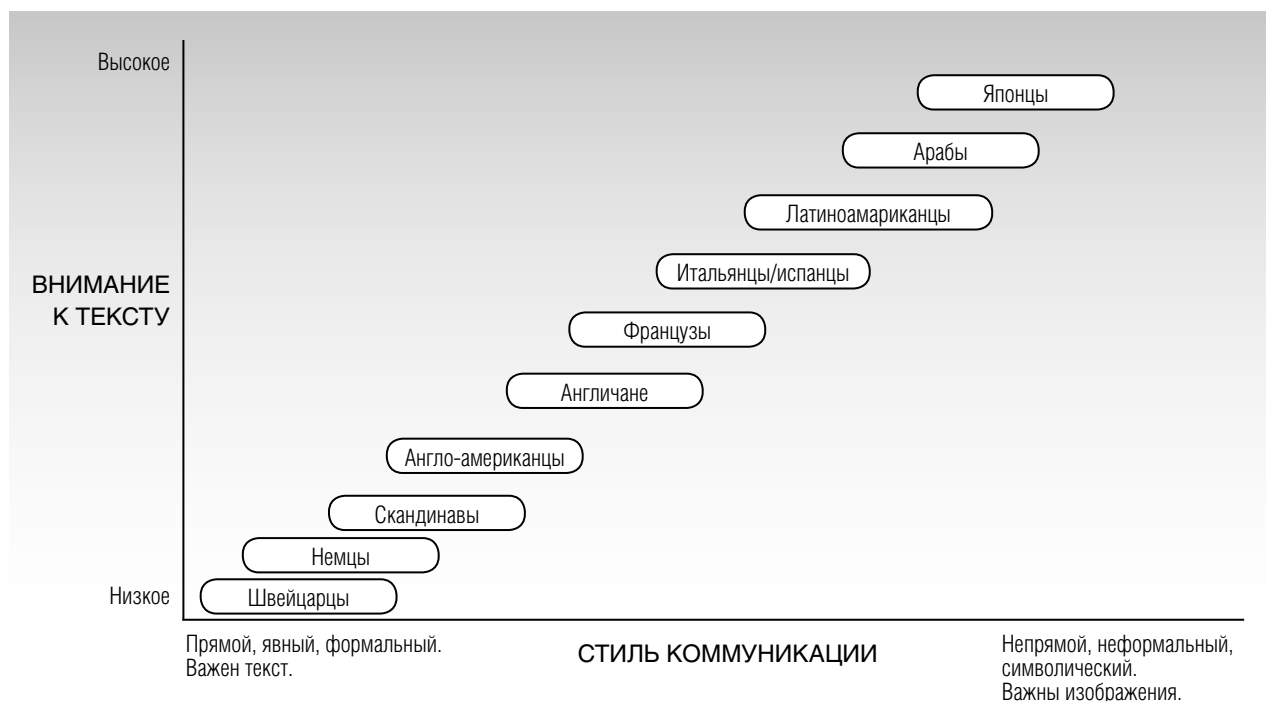 Высокое
Японцы
Арабы
Латиноамариканцы
Итальянцы/испанцы
ВНИМАНИЕ
К ТЕКСТУ
Французы
Англичане
Англо-американцы
Скандинавы
Немцы
Низкое
Швейцарцы
Прямой, явный, формальный.
Важен текст.
СТИЛЬ КОММУНИКАЦИИ
Непрямой, неформальный,
символический.
Важны изображения.